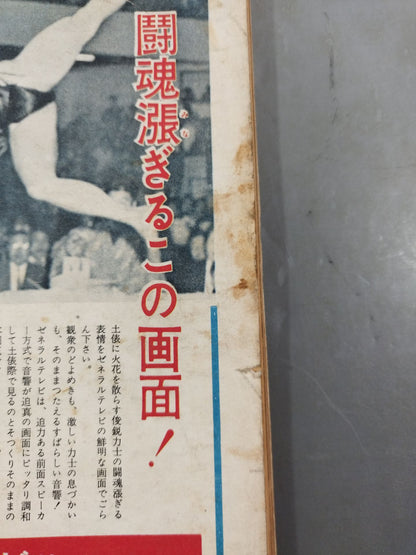 闘魂漲ぎるこの画面!
みな
土俵に火花を散らす俊鋭力士の闘魂漲ぎる
表情をゼネラルテレビの鮮明な画面でごら
ん下さい。
観衆のどよめきも、激しい力士の息づかい
も、そのままつたえるすばらしい音響!
ゼネラルテレビは、迫力ある前面スピーカ
ー方式で音響が迫真の画面にピッタリ調和
して土俵際で見るのとそつくりそのままの